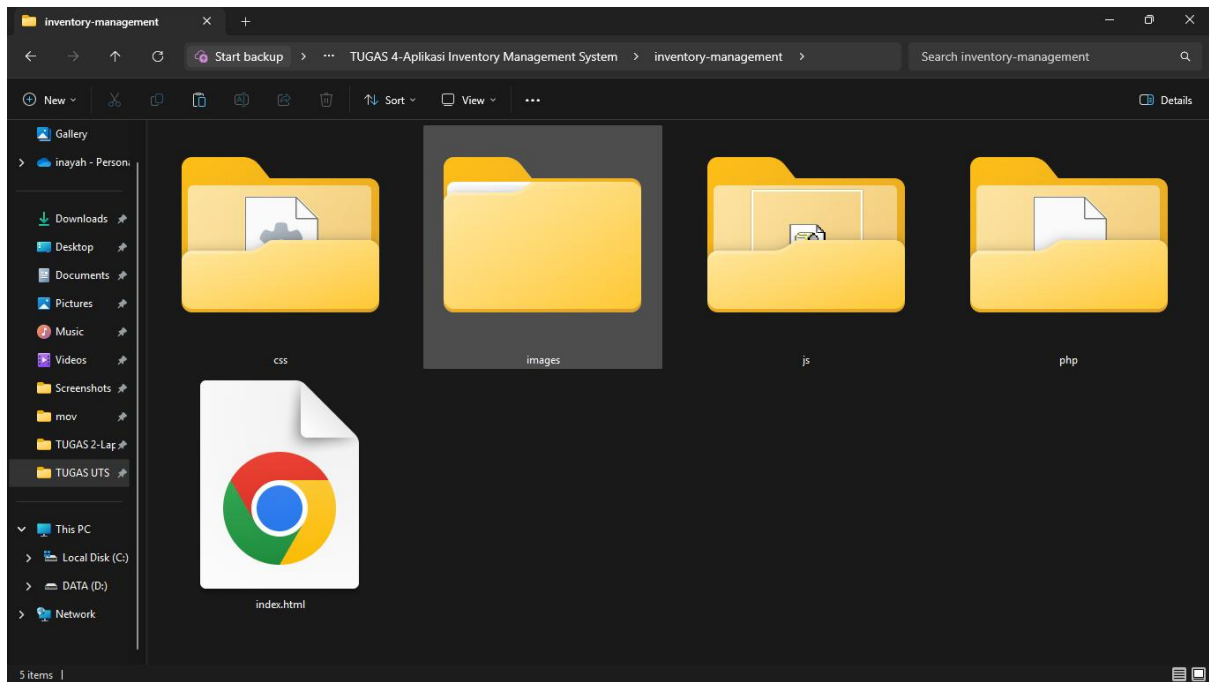 inventory-management
Start backup > ··· TUGAS 4-Aplikasi Inventory Management System > inventory-management >
Search inventory-management
New
Sort
View
···
Details
Gallery
inayah - Persona
Downloads
Desktop
Documents
Pictures
Music
Videos
Screenshots
mov
TUGAS 2-Lap
TUGAS UTS
This PC
Local Disk (C:)
DATA (D:)
Network
css
images
js
php
index.html
5 items